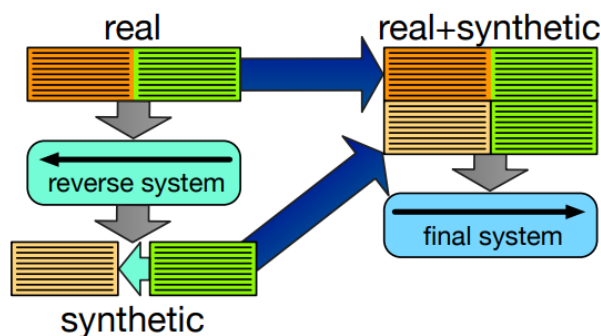 real
real+synthetic
reverse system
final system
synthetic